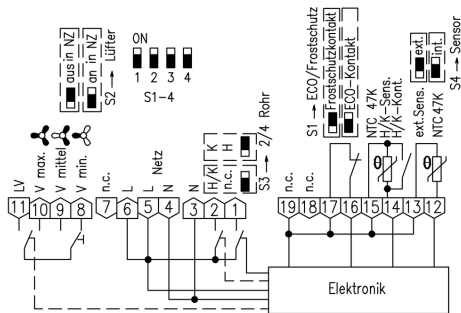 aus in NZ
an in NZ
S2 → Lüfter
ON
1 2 3 4
S1-4
S1 → ECO/Frostschutz
Frostschutzkontakt
ECO-Kontakt
ext.
int.
S4 → Sensor
LV
V max.
V mittel
V min.
n.c.
L
L
Netz
N
N
H/K
K
n.c.
H
S3 → 2/4 Rohr
n.c.
n.c.
NTC 47K
H/K-Sens.
H/K-Kont.
ext.Sens.
NTC 47K
θ
θ
11 10 9 8
7 6 5 4 3 2 1
19 18 17 16 15 14 13 12
Elektronik